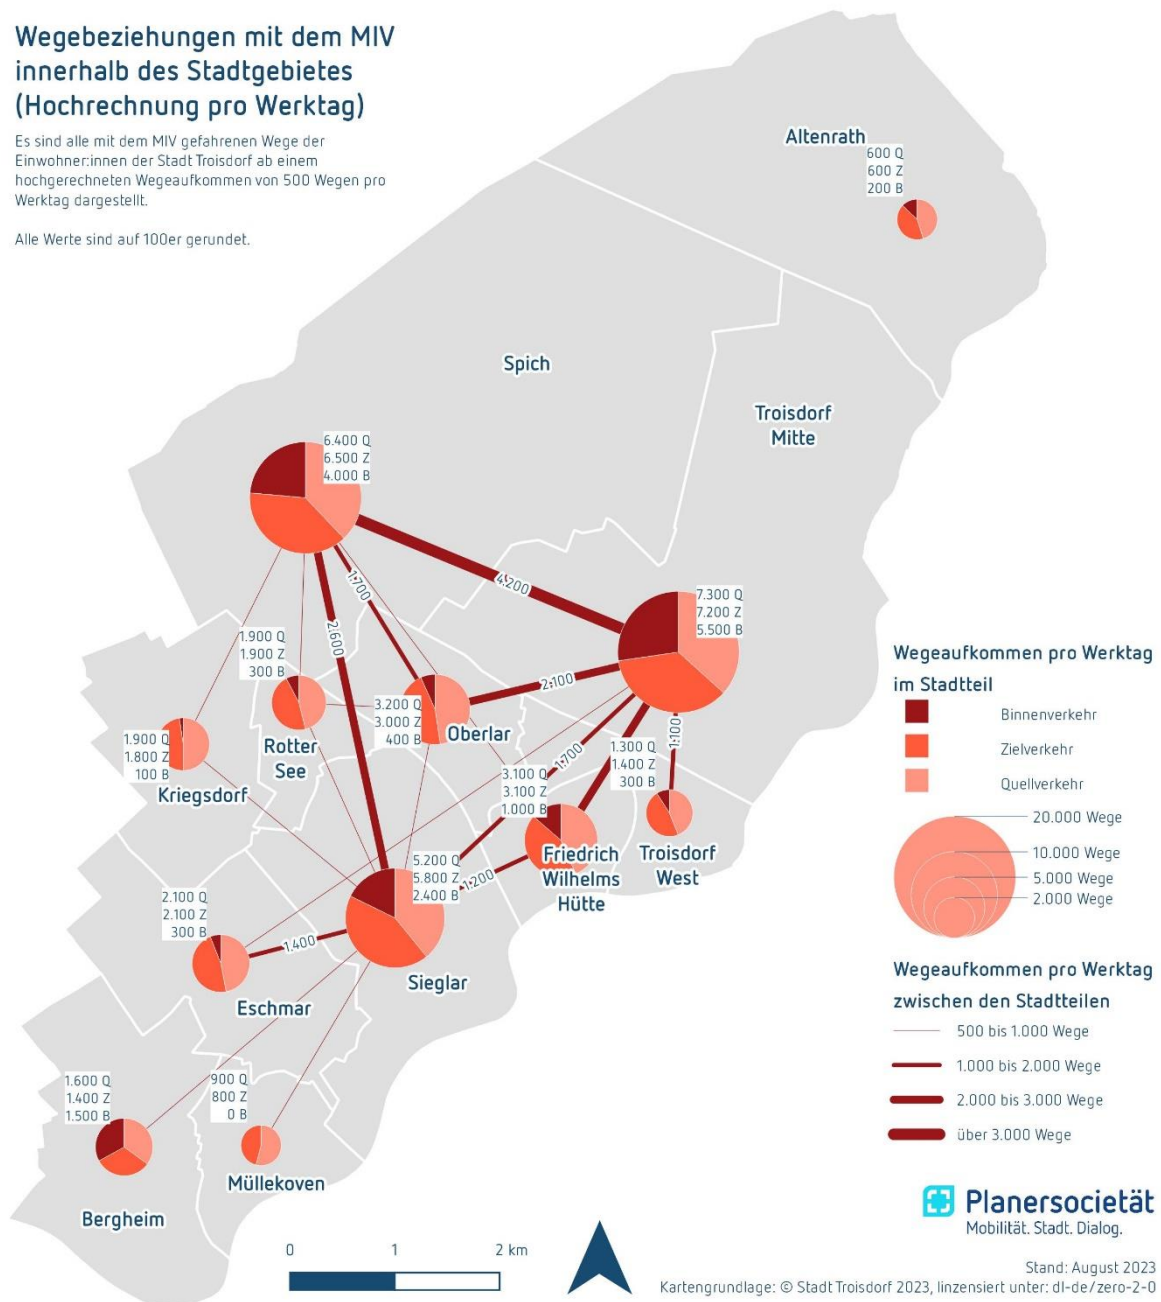 Wegebeziehungen mit dem MIV
innerhalb des Stadtgebietes
(Hochrechnung pro Werktag)
Es sind alle mit dem MIV gefahrenen Wege der
Einwohner:innen der Stadt Troisdorf ab einem
hochgerechneten Wegeaufkommen von 500 Wegen pro
Werktag dargestellt.
Alle Werte sind auf 100er gerundet.
Altenrath
600 Q
600 Z
200 B
Spich
Troisdorf
Mitte
6.400 Q
6.500 Z
4.000 B
4.200
1.700
2.600
7.300 Q
7.200 Z
5.500 B
1.900 Q
1.900 Z
300 B
Rotter
See
3.200 Q
3.000 Z
400 B
Oberlar
2.100
1.900 Q
1.800 Z
100 B
Kriegsdorf
1.700
1.100
1.300 Q
1.400 Z
300 B
Troisdorf
West
3.100 Q
3.100 Z
1.000 B
Friedrich
Wilhelms
Hütte
1.200
5.200 Q
5.800 Z
2.400 B
Sieglar
2.100 Q
2.100 Z
300 B
1.400
Eschmar
1.600 Q
1.400 Z
1.500 B
Bergheim
900 Q
800 Z
0 B
Müllekoven
Wegeaufkommen pro Werktag
im Stadtteil
Binnenverkehr
Zielverkehr
Quellverkehr
20.000 Wege
10.000 Wege
5.000 Wege
2.000 Wege
Wegeaufkommen pro Werktag
zwischen den Stadtteilen
500 bis 1.000 Wege
1.000 bis 2.000 Wege
2.000 bis 3.000 Wege
über 3.000 Wege
0 1 2 km
Planersocietät
Mobilität. Stadt. Dialog.
Stand: August 2023
Kartengrundlage: © Stadt Troisdorf 2023, linzensiert unter: dl-de/zero-2-0